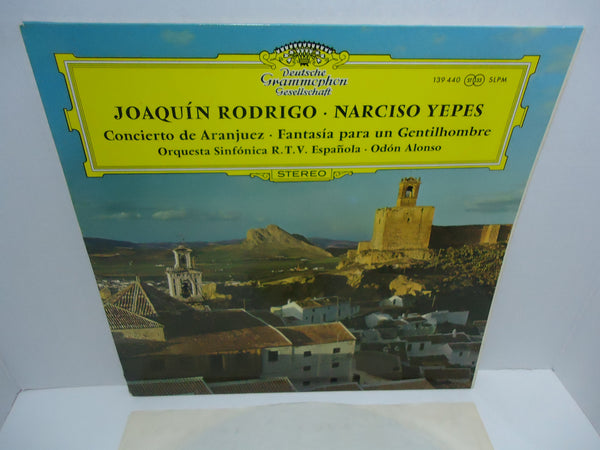 Deutsche
Grammophon
Gesellschaft
139 440 SLPM
JOAQUÍN RODRIGO · NARCISO YEPES
Concierto de Aranjuez · Fantasía para un Gentilhombre
Orquesta Sinfónica R.T.V. Española · Odón Alonso
STEREO